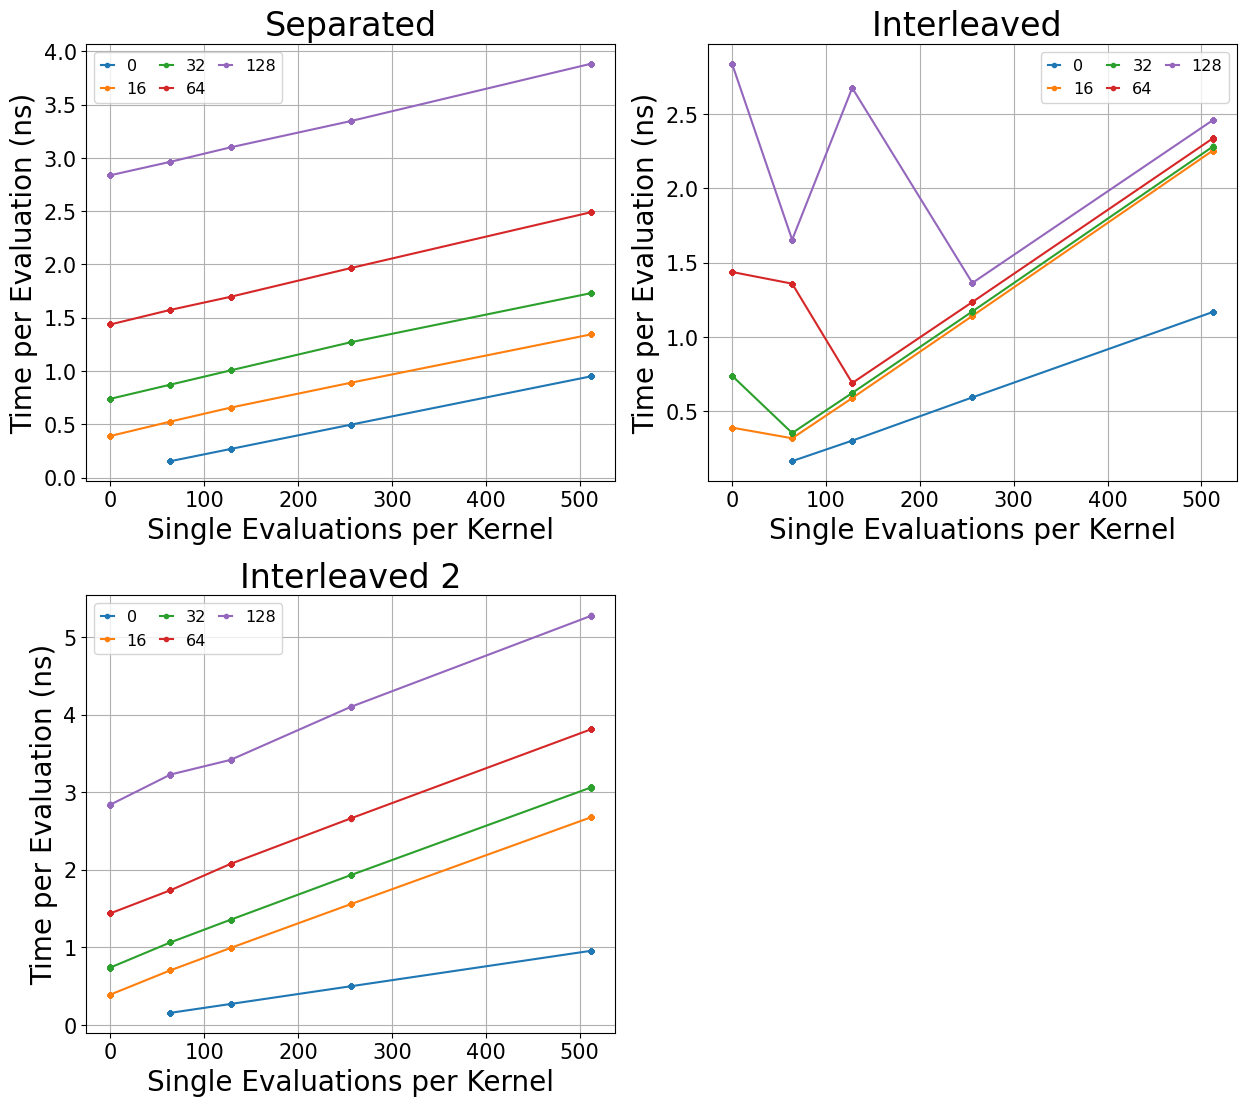 Separated
0 32 128
16 64
4.0
3.5
3.0
2.5
2.0
1.5
1.0
0.5
0.0
Time per Evaluation (ns)
0 100 200 300 400 500
Single Evaluations per Kernel
Interleaved
0 32 128
16 64
2.5
2.0
1.5
1.0
0.5
Time per Evaluation (ns)
0 100 200 300 400 500
Single Evaluations per Kernel
Interleaved 2
0 32 128
16 64
5
4
3
2
1
0
Time per Evaluation (ns)
0 100 200 300 400 500
Single Evaluations per Kernel